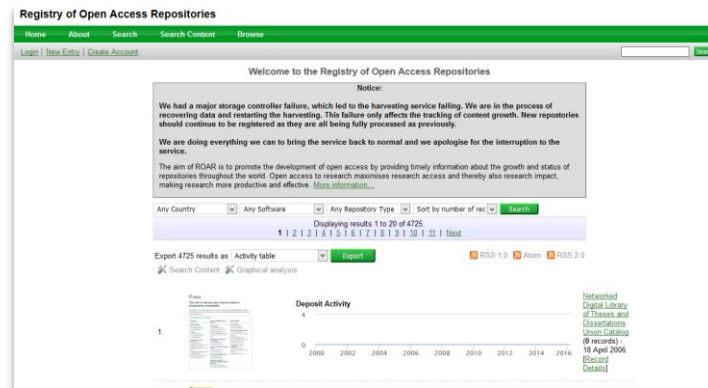 Registry of Open Access Repositories
Home About Search Search Content Browse
Login | New Entry | Create Account
Welcome to the Registry of Open Access Repositories
Notice:
We had a major storage controller failure, which led to the harvesting service failing. We are in the process of
recovering data and restarting the harvesting. This failure only affects the tracking of content growth. New repostories
should continue to be registered as they are all being fully processed as previously.
We are doing everything we can to bring the service back to normal and we apologise for the interruption to the
service.
The aim of ROAR is to promote the development of open access by providing timely information about the growth and status of
repositories throughout the world. Open access to research maximises research access and thereby also research impact,
making research more productive and effective. More information...
Any Country Any Software Any Repository Type Sort by number of rec Search
Displaying results 1 to 20 of 4725.
1 | 2 | 3 | 4 | 5 | 6 | 7 | 8 | 9 | 10 | 11 | Next
Export 4725 results as Activity table Export RSS 1.0 Atom RSS 2.0
Search Content Graphical analysis
1.
Deposit Activity
4
0
2000 2002 2004 2006 2008 2010 2012 2014 2016
Networked
Digital Library
of Theses and
Dissertations
Union Catalog
(0 records) -
18 April 2006
[Record
Details]